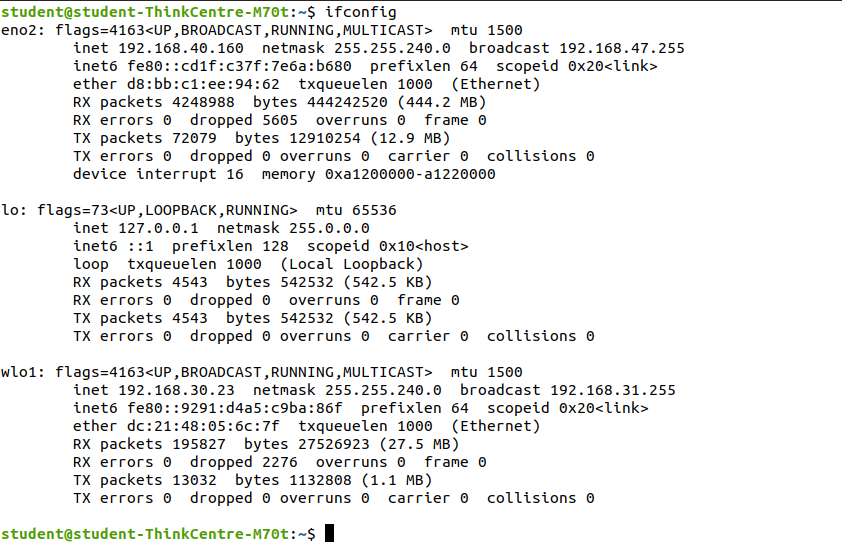 student@student-ThinkCentre-M70t:~$ ifconfig
eno2: flags=4163<UP,BROADCAST,RUNNING,MULTICAST>  mtu 1500
        inet 192.168.40.160  netmask 255.255.240.0  broadcast 192.168.47.255
        inet6 fe80::cd1f:c37f:7e6a:b680  prefixlen 64  scopeid 0x20<link>
        ether d8:bb:c1:ee:94:62  txqueuelen 1000  (Ethernet)
        RX packets 4248988  bytes 444242520 (444.2 MB)
        RX errors 0  dropped 5605  overruns 0  frame 0
        TX packets 72079  bytes 12910254 (12.9 MB)
        TX errors 0  dropped 0 overruns 0  carrier 0  collisions 0
        device interrupt 16  memory 0xa1200000-a1220000

lo: flags=73<UP,LOOPBACK,RUNNING>  mtu 65536
        inet 127.0.0.1  netmask 255.0.0.0
        inet6 ::1  prefixlen 128  scopeid 0x10<host>
        loop  txqueuelen 1000  (Local Loopback)
        RX packets 4543  bytes 542532 (542.5 KB)
        RX errors 0  dropped 0  overruns 0  frame 0
        TX packets 4543  bytes 542532 (542.5 KB)
        TX errors 0  dropped 0 overruns 0  carrier 0  collisions 0

wlo1: flags=4163<UP,BROADCAST,RUNNING,MULTICAST>  mtu 1500
        inet 192.168.30.23  netmask 255.255.240.0  broadcast 192.168.31.255
        inet6 fe80::9291:d4a5:c9ba:86f  prefixlen 64  scopeid 0x20<link>
        ether dc:21:48:05:6c:7f  txqueuelen 1000  (Ethernet)
        RX packets 195827  bytes 27526923 (27.5 MB)
        RX errors 0  dropped 2276  overruns 0  frame 0
        TX packets 13032  bytes 1132808 (1.1 MB)
        TX errors 0  dropped 0 overruns 0  carrier 0  collisions 0

student@student-ThinkCentre-M70t:~$